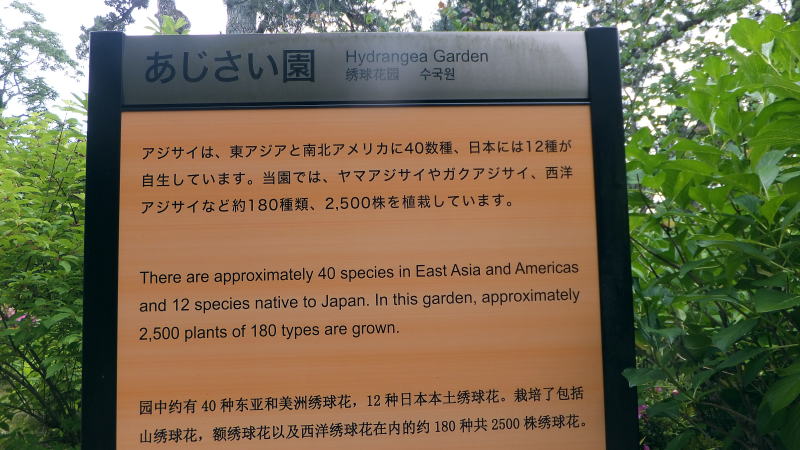 あじさい園
Hydrangea Garden
绣球花园 수국원
アジサイは、東アジアと南北アメリカに40数種、日本には12種が
自生しています。当園では、ヤマアジサイやガクアジサイ、西洋
アジサイなど約180種類、2,500株を植栽しています。
There are approximately 40 species in East Asia and Americas
and 12 species native to Japan. In this garden, approximately
2,500 plants of 180 types are grown.
园中约有 40 种东亚和美洲绣球花，12 种日本本土绣球花。栽培了包括
山绣球花，额绣球花以及西洋绣球花在内的约 180 种共 2500 株绣球花。